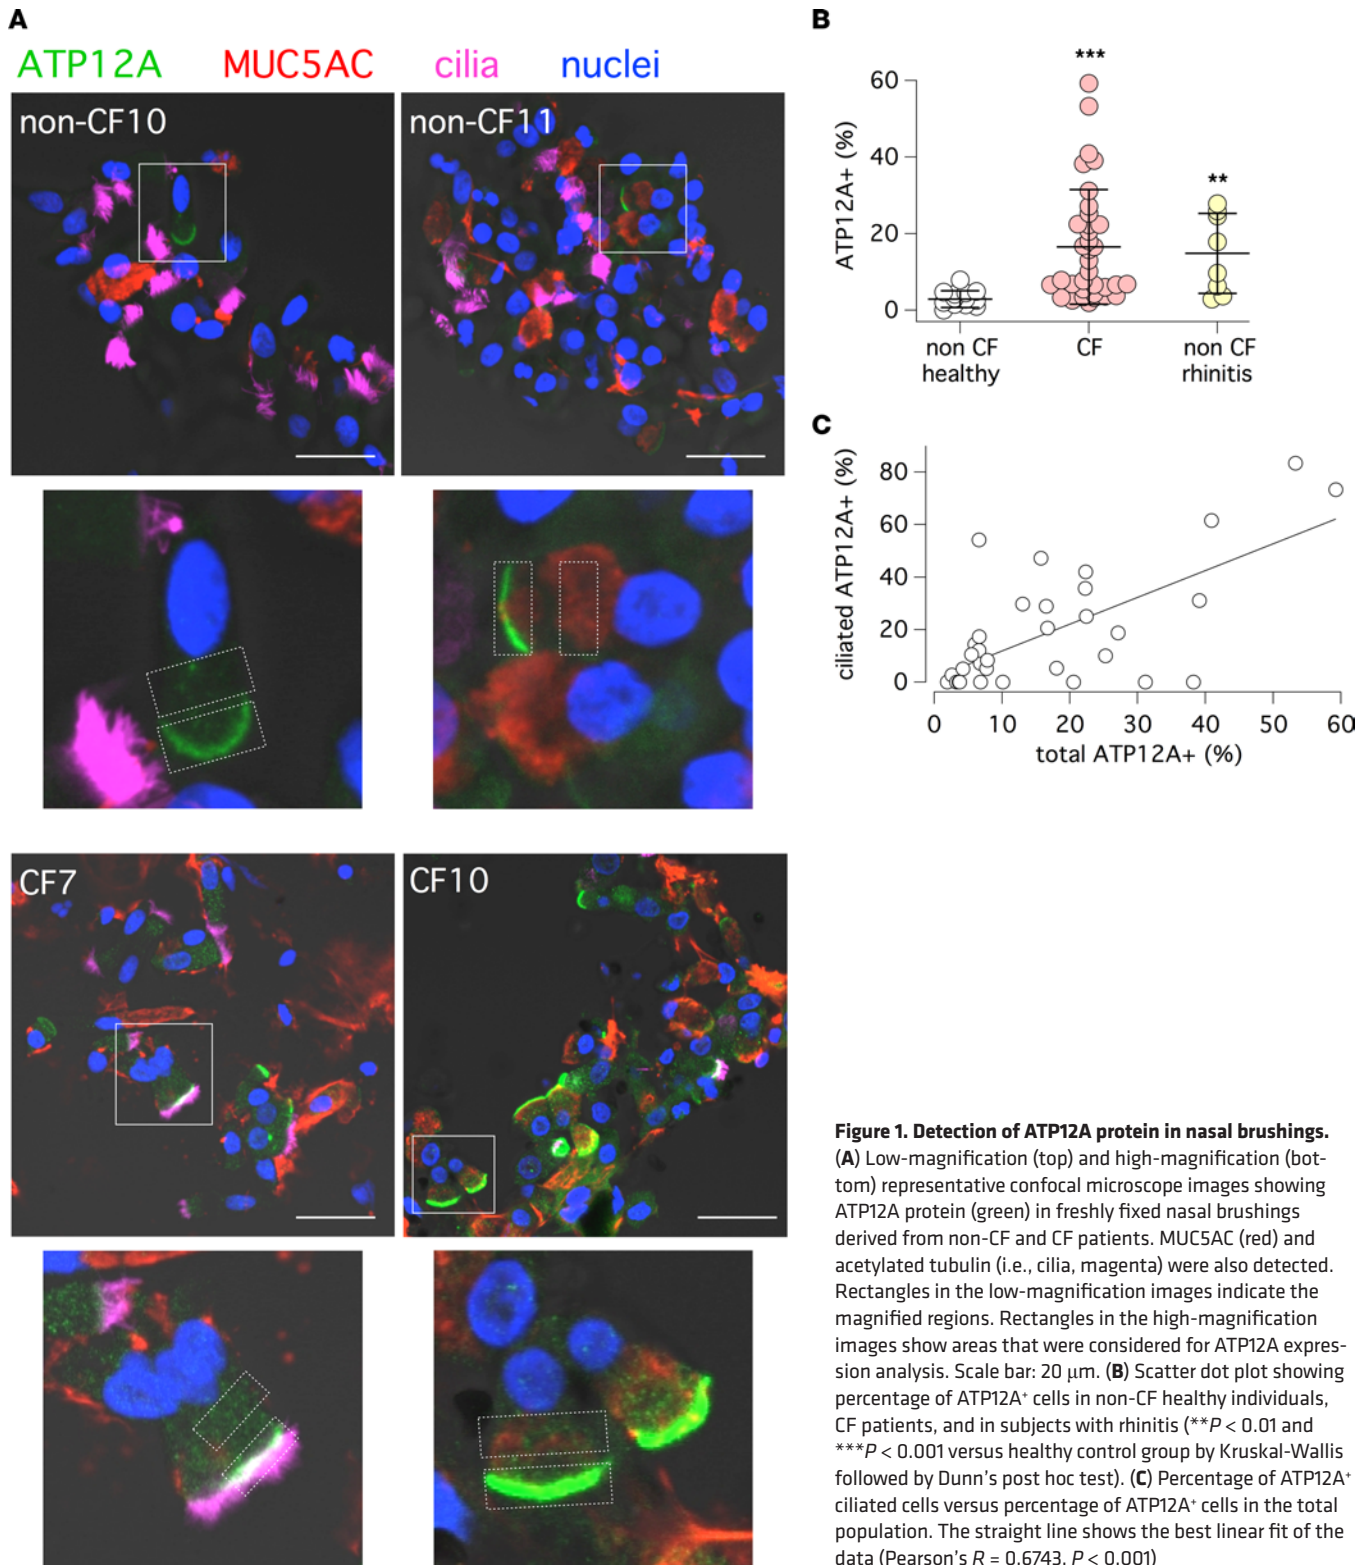 A
ATP12A MUC5AC cilia nuclei
non-CF10
non-CF11
CF7
CF10
B
ATP12A+ (%)
60
40
20
0
***
**
non CF
healthy
CF
non CF
rhinitis
C
ciliated ATP12A+ (%)
80
60
40
20
0
0 10 20 30 40 50 60
total ATP12A+ (%)
Figure 1. Detection of ATP12A protein in nasal brushings.
(A) Low-magnification (top) and high-magnification (bot-
tom) representative confocal microscope images showing
ATP12A protein (green) in freshly fixed nasal brushings
derived from non-CF and CF patients. MUC5AC (red) and
acetylated tubulin (i.e., cilia, magenta) were also detected.
Rectangles in the low-magnification images indicate the
magnified regions. Rectangles in the high-magnification
images show areas that were considered for ATP12A expres-
sion analysis. Scale bar: 20 μm. (B) Scatter dot plot showing
percentage of ATP12A⁺ cells in non-CF healthy individuals,
CF patients, and in subjects with rhinitis (**P < 0.01 and
***P < 0.001 versus healthy control group by Kruskal-Wallis
followed by Dunn's post hoc test). (C) Percentage of ATP12A⁺
ciliated cells versus percentage of ATP12A⁺ cells in the total
population. The straight line shows the best linear fit of the
data (Pearson's R = 0.6743, P < 0.001)